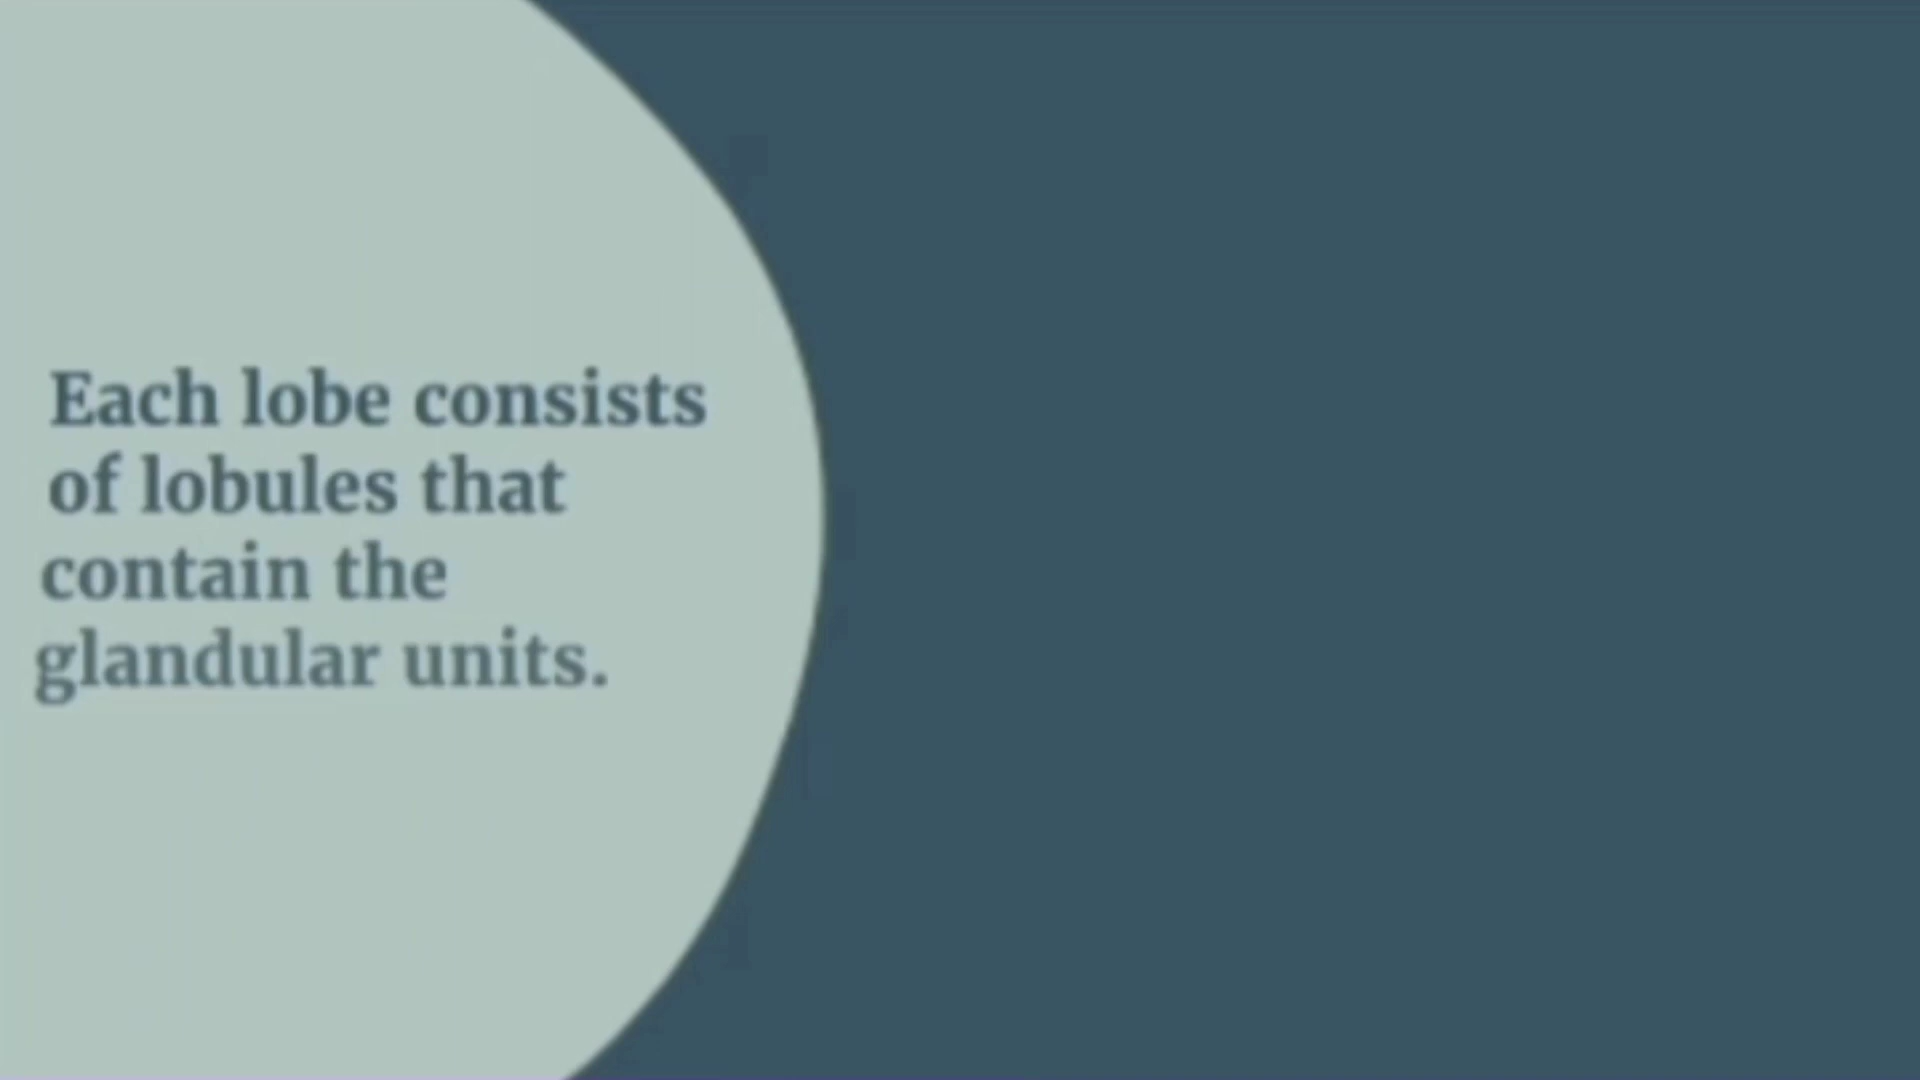 Each lobe consists
of lobules that
contain the
glandular units.